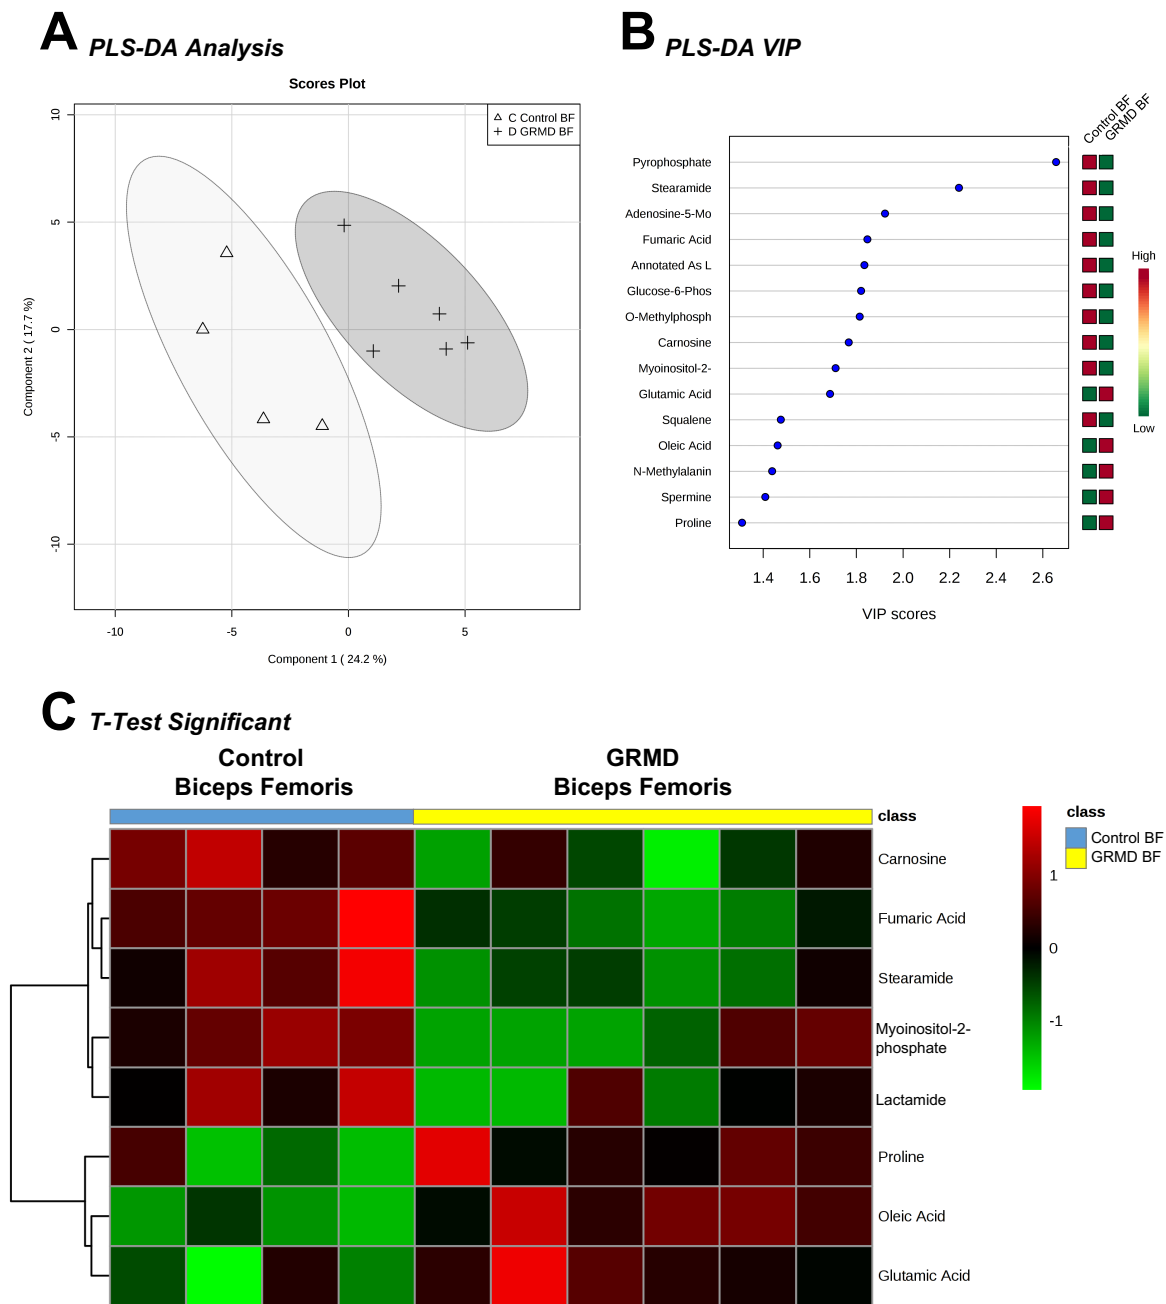 A PLS-DA Analysis
Scores Plot
C Control BF
D GRMD BF
10
5
0
-5
-10
Component 2 ( 17.7 %)
-10 -5 0 5
Component 1 ( 24.2 %)
B PLS-DA VIP
Control BF
GRMD BF
Pyrophosphate
Stearamide
Adenosine-5-Mo
Fumaric Acid
Annotated As L
Glucose-6-Phos
O-Methylphosph
Carnosine
Myoinositol-2-
Glutamic Acid
Squalene
Oleic Acid
N-Methylalanin
Spermine
Proline
High
Low
1.4 1.6 1.8 2.0 2.2 2.4 2.6
VIP scores
C T-Test Significant
Control
Biceps Femoris
GRMD
Biceps Femoris
class
Carnosine
Fumaric Acid
Stearamide
Myoinositol-2-
phosphate
Lactamide
Proline
Oleic Acid
Glutamic Acid
1
0
-1
class
Control BF
GRMD BF